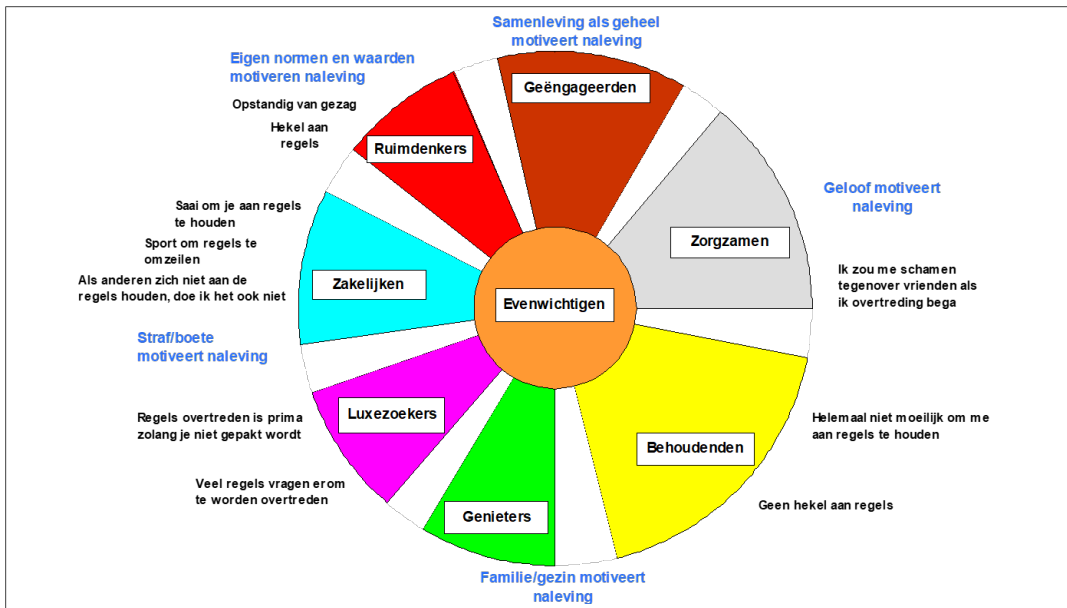 Samenleving als geheel
motiveert naleving
Eigen normen en waarden
motiveren naleving
Geëngageerden
Opstandig van gezag
Hekel aan
regels
Ruimdenkers
Geloof motiveert
naleving
Saai om je aan regels
te houden
Sport om regels te
omzeilen
Als anderen zich niet aan de
regels houden, doe ik het ook niet
Zakelijken
Zorgzamen
Ik zou me schamen
tegenover vrienden als
ik overtreding bega
Evenwichtigen
Straf/boete
motiveert naleving
Regels overtreden is prima
zolang je niet gepakt wordt
Luxezoekers
Helemaal niet moeilijk om me
aan regels te houden
Behoudenden
Veel regels vragen erom
te worden overtreden
Geen hekel aan regels
Genieters
Familie/gezin motiveert
naleving